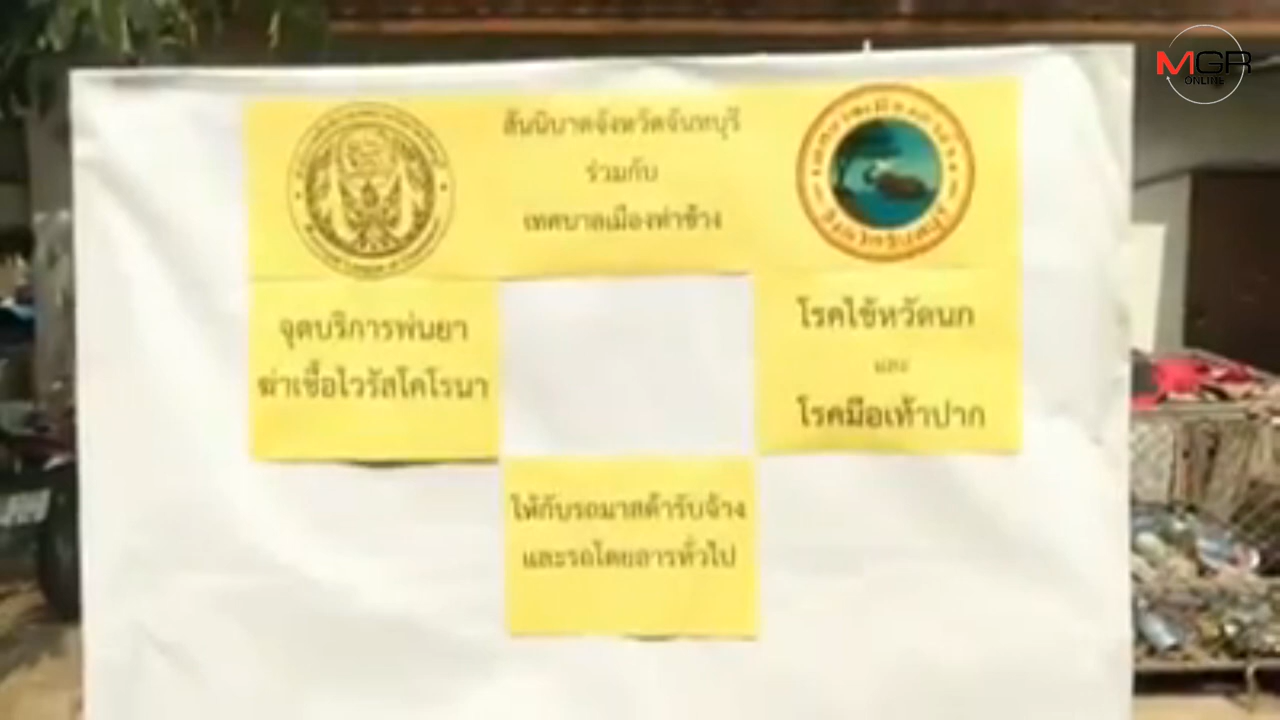 MGR
ONLINE
สันนิบาตจังหวัดจันทบุรี
ร่วมกับ
เทศบาลเมืองท่าช้าง
จุดบริการพ่นยา
ฆ่าเชื้อไวรัสโคโรนา
โรคไข้หวัดนก
และ
โรคมือเท้าปาก
ให้กับรถมาสด้ารับจ้าง
และรถโดยสารทั่วไป